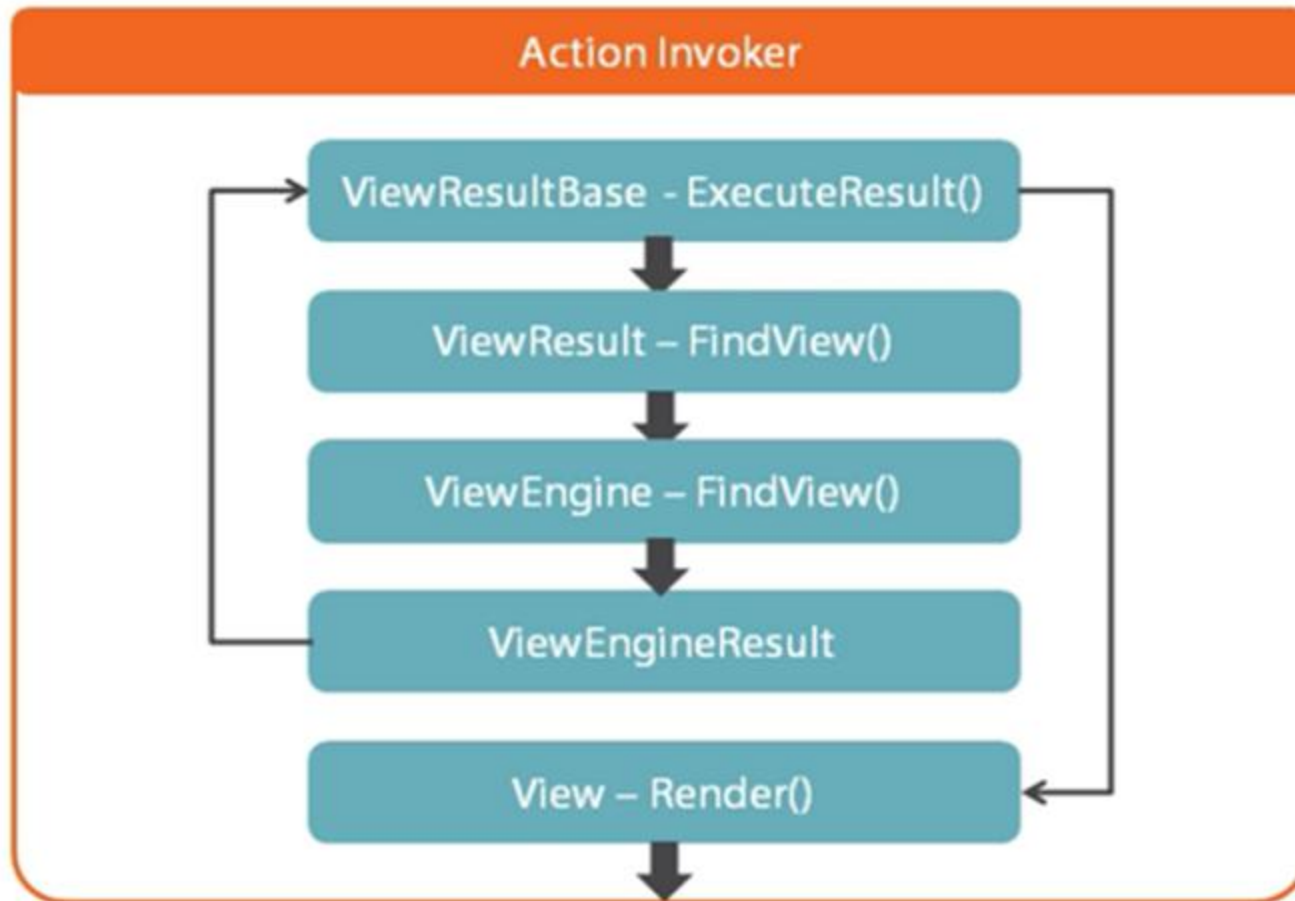 Action Invoker
ViewResultBase - ExecuteResult()
ViewResult – FindView()
ViewEngine – FindView()
ViewEngineResult
View – Render()